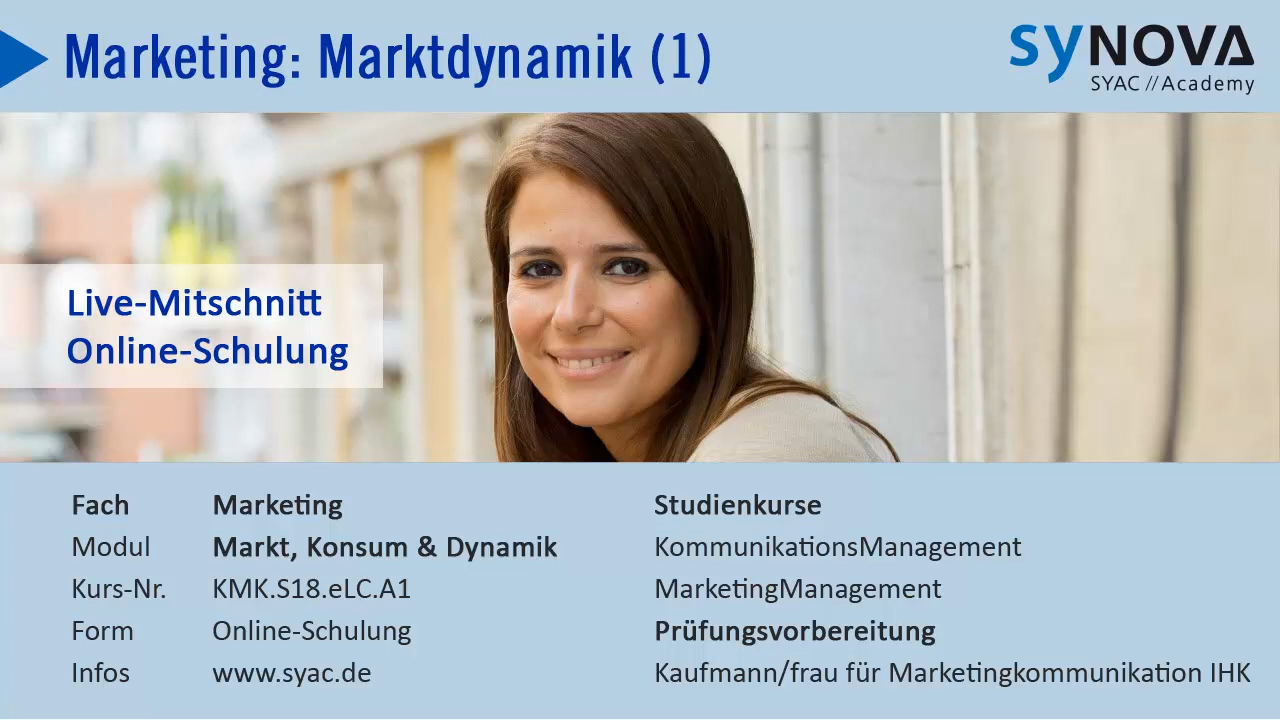 Marketing: Marktdynamik (1)
SYNOVA
SYAC // Academy
Live-Mitschnitt
Online-Schulung
Fach Marketing
Modul Markt, Konsum & Dynamik
Kurs-Nr. KMK.S18.eLC.A1
Form Online-Schulung
Infos www.syac.de
Studienkurse
KommunikationsManagement
MarketingManagement
Prüfungsvorbereitung
Kaufmann/frau für Marketingkommunikation IHK